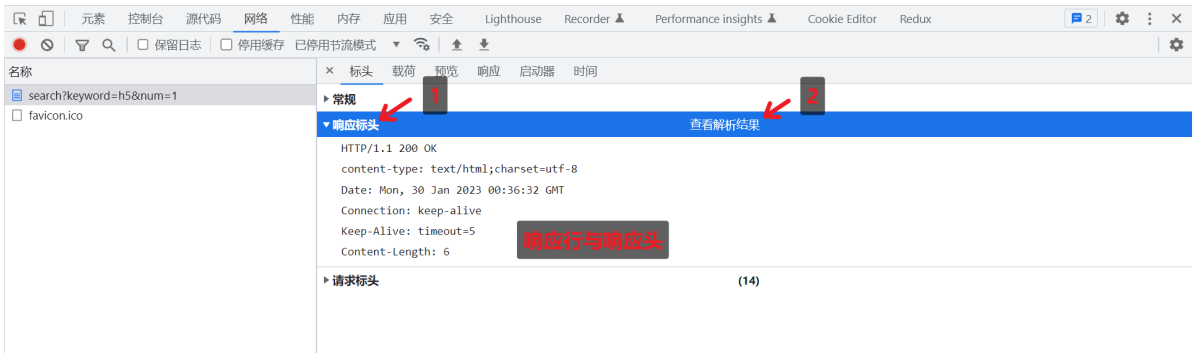 元素 控制台 源代码 网络 性能 内存 应用 安全 Lighthouse Recorder Performance insights Cookie Editor Redux 2
保留日志 停用缓存 已停用节流模式
名称
× 标头 载荷 预览 响应 启动器 时间
search?keyword=h5&num=1
favicon.ico
常规
1
2
响应标头 查看解析结果
HTTP/1.1 200 OK
content-type: text/html;charset=utf-8
Date: Mon, 30 Jan 2023 00:36:32 GMT
Connection: keep-alive
Keep-Alive: timeout=5
Content-Length: 6
响应行与响应头
请求标头 (14)